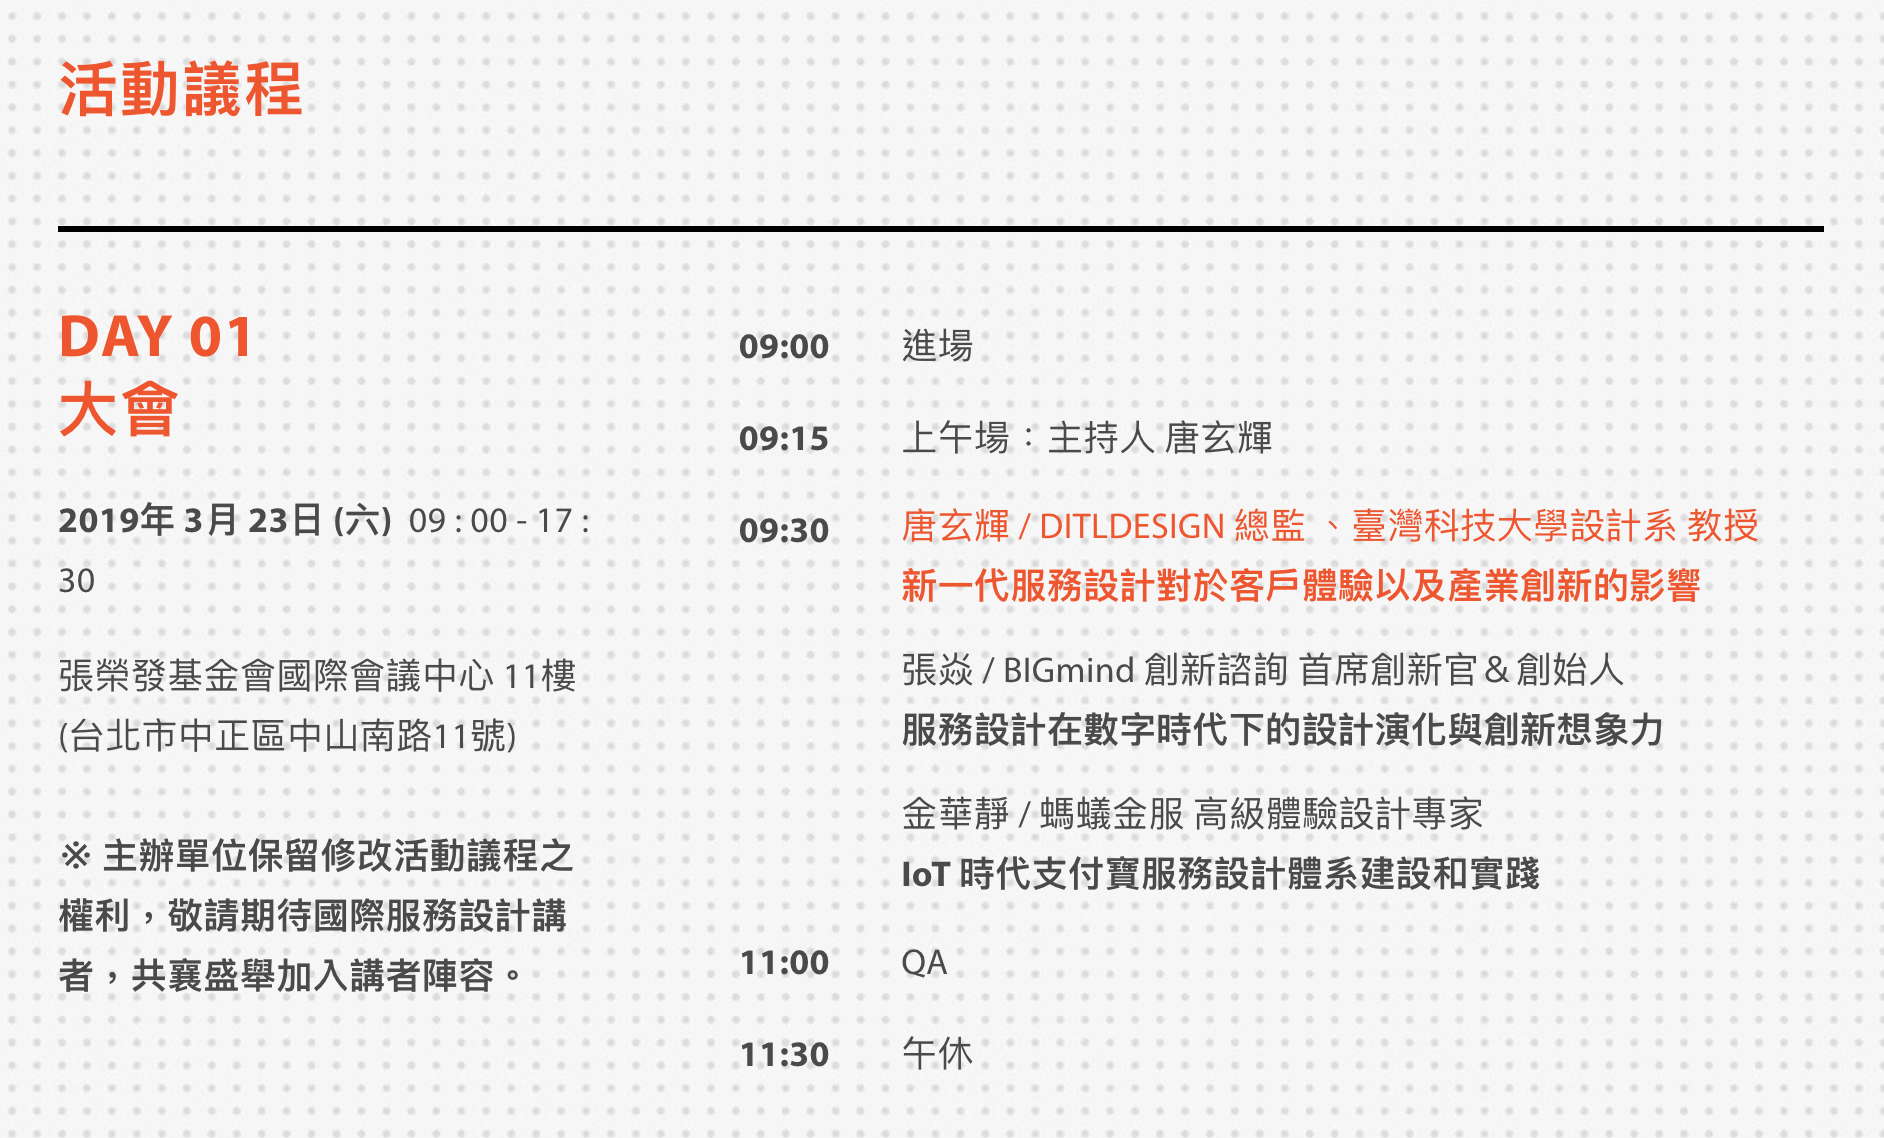 活動議程
DAY 01
大會
2019年 3月 23日 (六) 09 : 00 - 17 :
30
張榮發基金會國際會議中心 11樓
(台北市中正區中山南路11號)
※ 主辦單位保留修改活動議程之
權利，敬請期待國際服務設計講
者，共襄盛舉加入講者陣容。
09:00 進場
09:15 上午場：主持人 唐玄輝
09:30 唐玄輝 / DITLDESIGN 總監 、臺灣科技大學設計系 教授
新一代服務設計對於客戶體驗以及產業創新的影響
張焱 / BIGmind 創新諮詢 首席創新官＆創始人
服務設計在數字時代下的設計演化與創新想象力
金華靜 / 螞蟻金服 高級體驗設計專家
IoT 時代支付寶服務設計體系建設和實踐
11:00 QA
11:30 午休